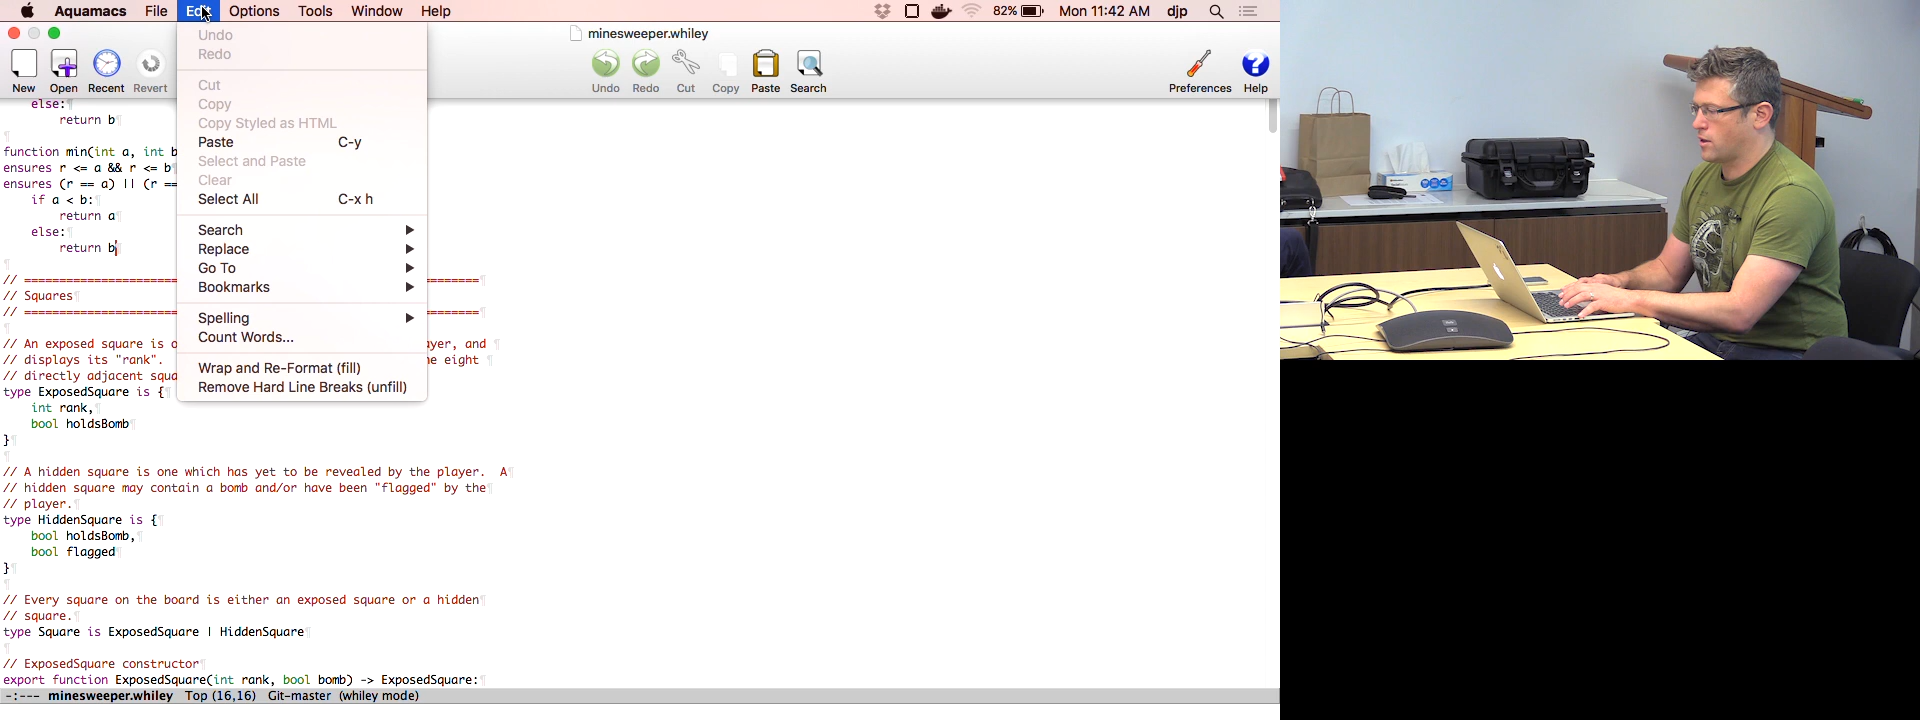 Aquamacs File Edit Options Tools Window Help 82% Mon 11:42 AM djp
minesweeper.whiley
New Open Recent Revert Undo Redo Cut Copy Paste Search Preferences Help
Undo
Redo
Cut
Copy
Copy Styled as HTML
Paste C-y
Select and Paste
Clear
Select All C-x h
Search
Replace
Go To
Bookmarks
Spelling
Count Words...
Wrap and Re-Format (fill)
Remove Hard Line Breaks (unfill)
else:
return b
function min(int a, int b
ensures r <= a && r <= b
ensures (r == a) || (r ==
if a < b:
return a
else:
return b
// ======================
// Squares
// ======================
// An exposed square is o yer, and
// displays its "rank". e eight
// directly adjacent squa
type ExposedSquare is {
int rank,
bool holdsBomb
}
// A hidden square is one which has yet to be revealed by the player. A
// hidden square may contain a bomb and/or have been "flagged" by the
// player.
type HiddenSquare is {
bool holdsBomb,
bool flagged
}
// Every square on the board is either an exposed square or a hidden
// square.
type Square is ExposedSquare | HiddenSquare
// ExposedSquare constructor
export function ExposedSquare(int rank, bool bomb) -> ExposedSquare:
-:--- minesweeper.whiley Top (16,16) Git-master (whiley mode)